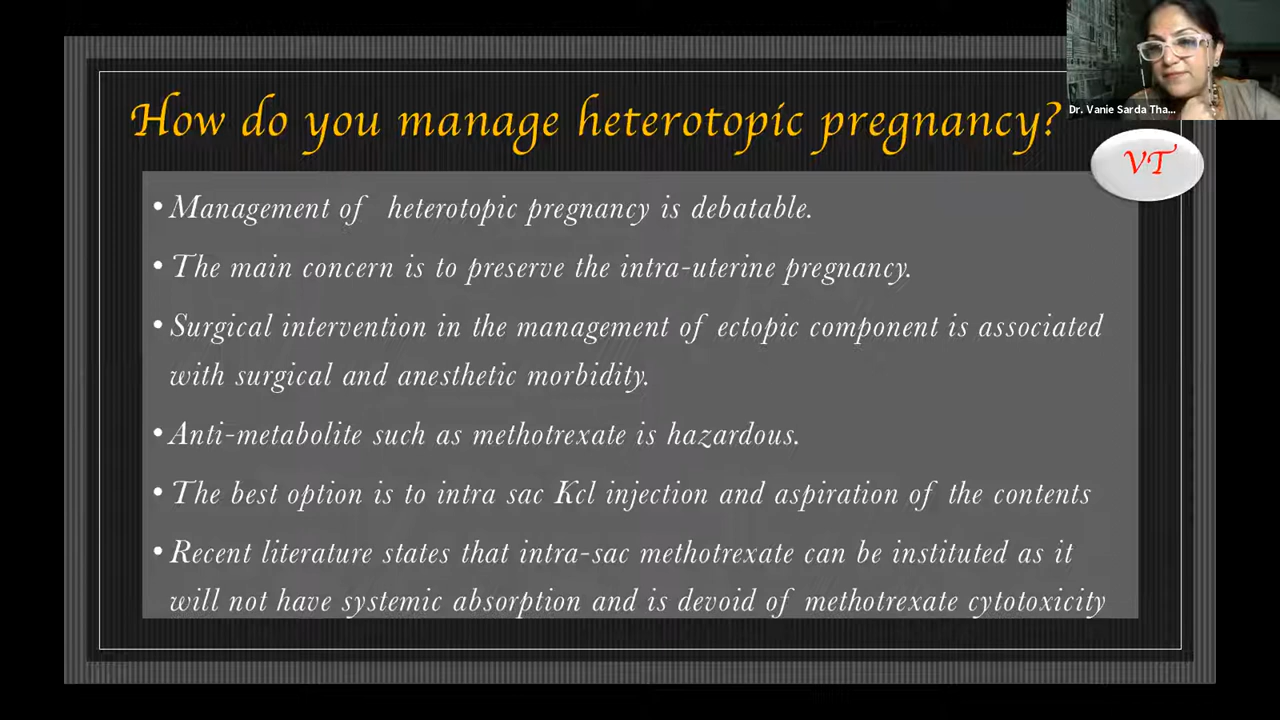 How do you manage heterotopic pregnancy?
Dr. Vanie Sarda Tha...
VT
• Management of heterotopic pregnancy is debatable.
• The main concern is to preserve the intra-uterine pregnancy.
• Surgical intervention in the management of ectopic component is associated
with surgical and anesthetic morbidity.
• Anti-metabolite such as methotrexate is hazardous.
• The best option is to intra sac Kcl injection and aspiration of the contents
• Recent literature states that intra-sac methotrexate can be instituted as it
will not have systemic absorption and is devoid of methotrexate cytotoxicity